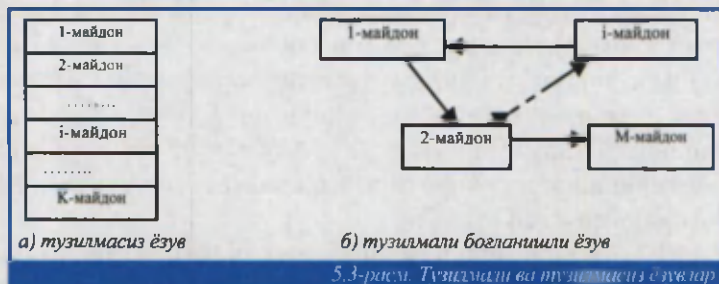 1-майдон
2-майдон
........
i-майдон
........
К-майдон
а) тузилмасиз ёзув
1-майдон
i-майдон
2-майдон
М-майдон
б) тузилмали боғланишли ёзув
5.3-расм. Тузилмали ва тузилмасиз ёзувлар